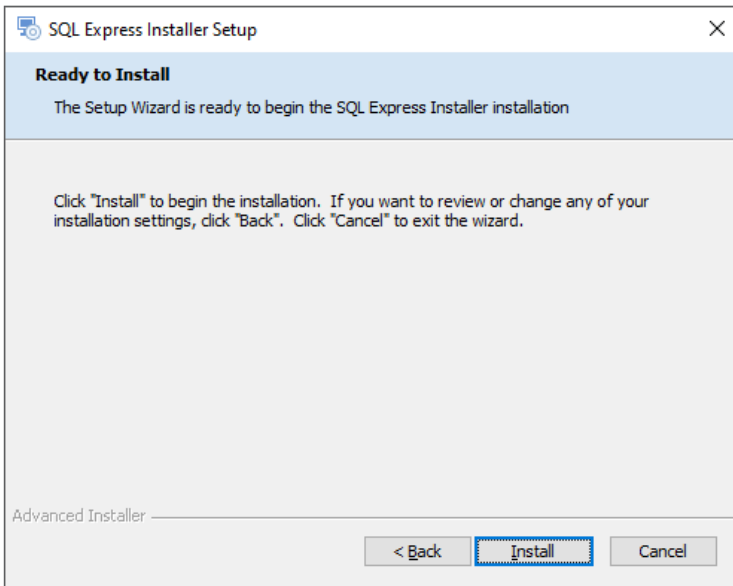 SQL Express Installer Setup
Ready to Install
The Setup Wizard is ready to begin the SQL Express Installer installation
Click "Install" to begin the installation.  If you want to review or change any of your
installation settings, click "Back".  Click "Cancel" to exit the wizard.
Advanced Installer
< Back
Install
Cancel